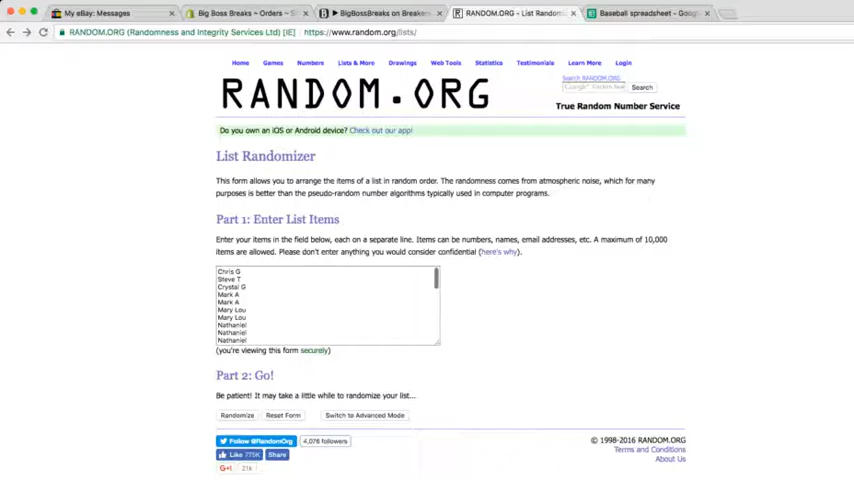 My eBay: Messages
Big Boss Breaks ~ Orders ~ S
BigBossBreaks on Breakers
RANDOM.ORG - List Randomi
Baseball spreadsheet - Goog
RANDOM.ORG (Randomness and Integrity Services Ltd) [IE] https://www.random.org/lists/
Home Games Numbers Lists & More Drawings Web Tools Statistics Testimonials Learn More Login
RANDOM.ORG
Search RANDOM.ORG
Search
True Random Number Service
Do you own an iOS or Android device? Check out our app!
List Randomizer
This form allows you to arrange the items of a list in random order. The randomness comes from atmospheric noise, which for many
purposes is better than the pseudo-random number algorithms typically used in computer programs.
Part 1: Enter List Items
Enter your items in the field below, each on a separate line. Items can be numbers, names, email addresses, etc. A maximum of 10,000
items are allowed. Please don't enter anything you would consider confidential (here's why).
Chris G
Steve T
Crystal G
Mark A
Mark A
Mary Lou
Mary Lou
Nathaniel
Nathaniel
Nathaniel
(you're viewing this form securely)
Part 2: Go!
Be patient! It may take a little while to randomize your list...
Randomize Reset Form Switch to Advanced Mode
Follow @RandomOrg 4,076 followers
Like 775K Share
G+1 21k
© 1998-2016 RANDOM.ORG
Terms and Conditions
About Us